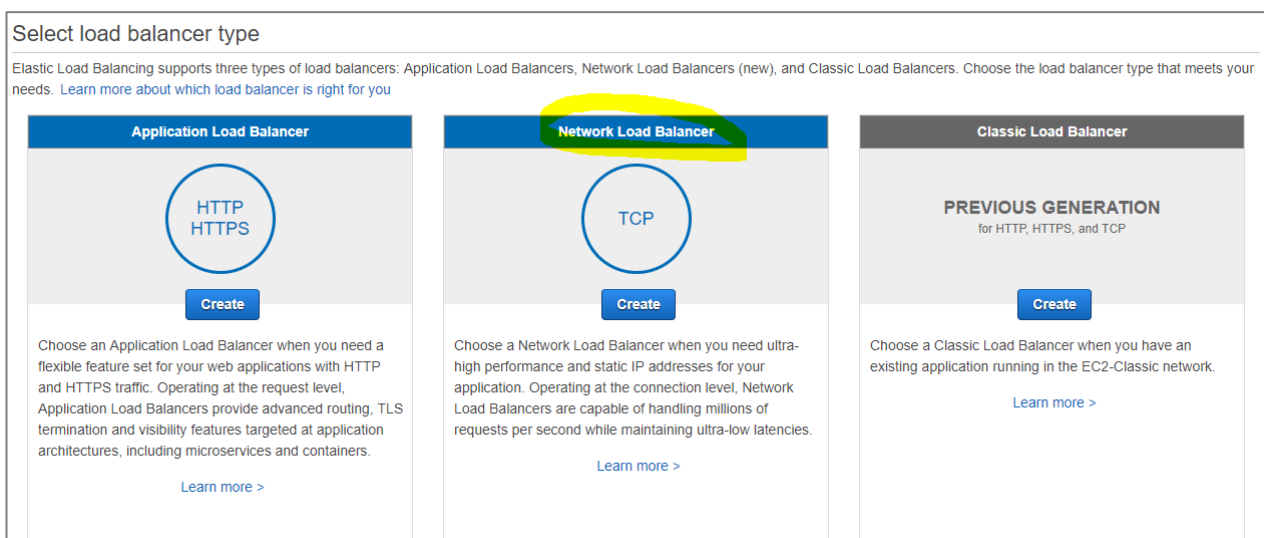 Select load balancer type
Elastic Load Balancing supports three types of load balancers: Application Load Balancers, Network Load Balancers (new), and Classic Load Balancers. Choose the load balancer type that meets your
needs. Learn more about which load balancer is right for you
Application Load Balancer
HTTP
HTTPS
Create
Choose an Application Load Balancer when you need a
flexible feature set for your web applications with HTTP
and HTTPS traffic. Operating at the request level,
Application Load Balancers provide advanced routing, TLS
termination and visibility features targeted at application
architectures, including microservices and containers.
Learn more >
Network Load Balancer
TCP
Create
Choose a Network Load Balancer when you need ultra-
high performance and static IP addresses for your
application. Operating at the connection level, Network
Load Balancers are capable of handling millions of
requests per second while maintaining ultra-low latencies.
Learn more >
Classic Load Balancer
PREVIOUS GENERATION
for HTTP, HTTPS, and TCP
Create
Choose a Classic Load Balancer when you have an
existing application running in the EC2-Classic network.
Learn more >